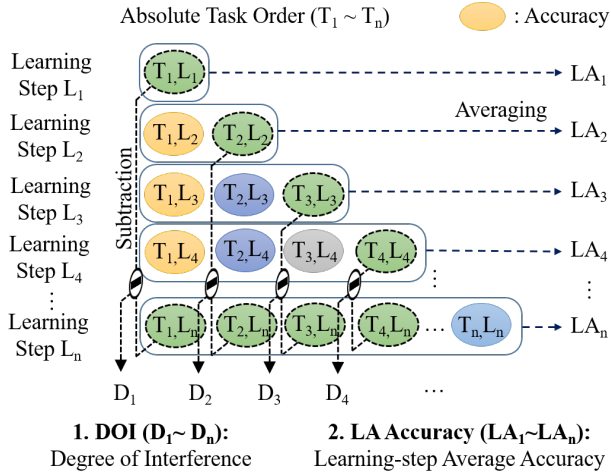 Absolute Task Order (T₁ ~ Tₙ)
: Accuracy
Learning Step L₁
T₁,L₁
LA₁
Averaging
Learning Step L₂
T₁,L₂ T₂,L₂
LA₂
Subtraction
Learning Step L₃
T₁,L₃ T₂,L₃ T₃,L₃
LA₃
Learning Step L₄
T₁,L₄ T₂,L₄ T₃,L₄ T₄,L₄
LA₄
⋮ ⋮ ⋮
Learning Step Lₙ
T₁,Lₙ T₂,Lₙ T₃,Lₙ T₄,Lₙ ... Tₙ,Lₙ
LAₙ
D₁ D₂ D₃ D₄ ...
1. DOI (D₁~ Dₙ):
Degree of Interference
2. LA Accuracy (LA₁~LAₙ):
Learning-step Average Accuracy